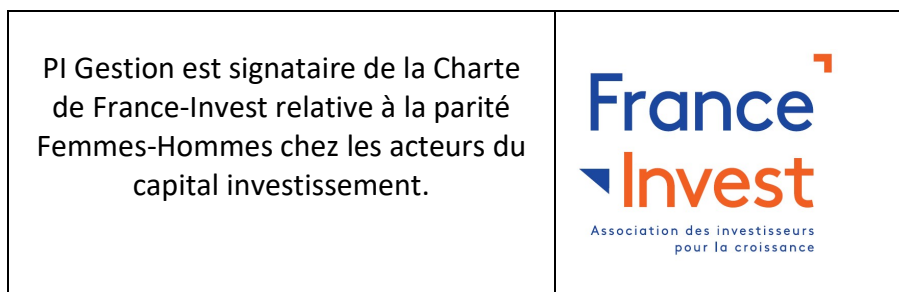 PI Gestion est signataire de la Charte
de France-Invest relative à la parité
Femmes-Hommes chez les acteurs du
capital investissement.
France
Invest
Association des investisseurs
pour la croissance